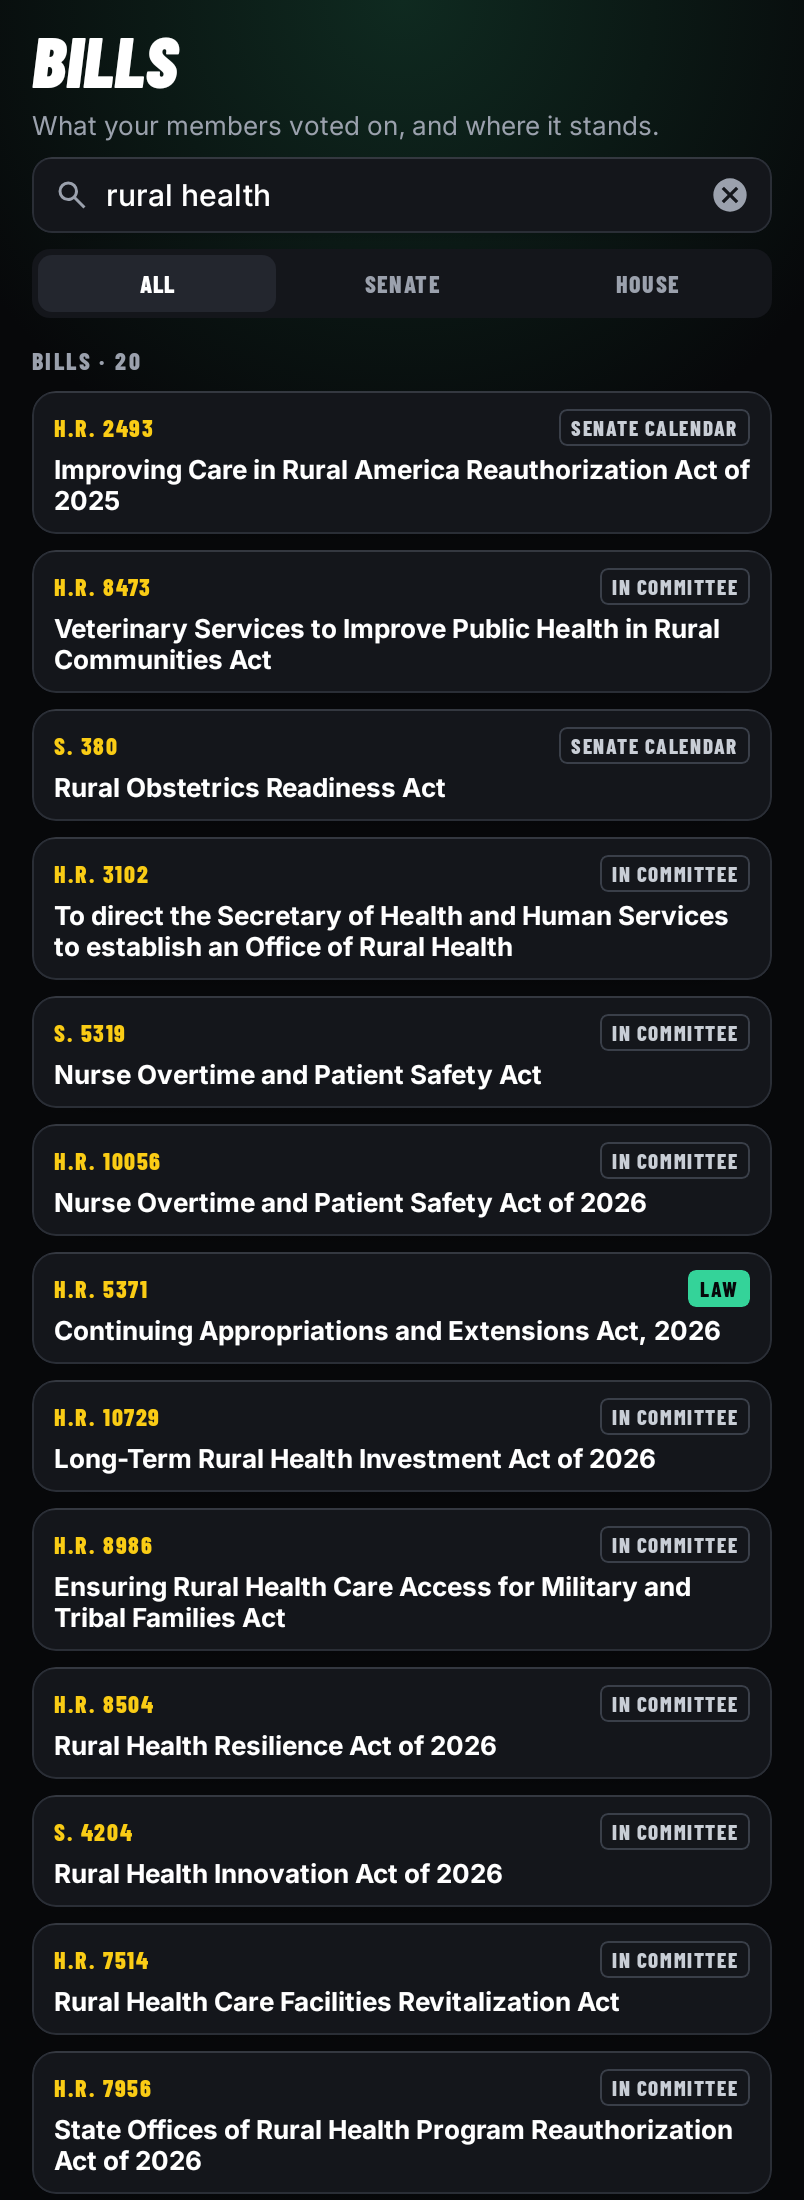 BILLS
What your members voted on, and where it stands.
rural health
ALL SENATE HOUSE
BILLS · 20
H.R. 2493 SENATE CALENDAR
Improving Care in Rural America Reauthorization Act of
2025
H.R. 8473 IN COMMITTEE
Veterinary Services to Improve Public Health in Rural
Communities Act
S. 380 SENATE CALENDAR
Rural Obstetrics Readiness Act
H.R. 3102 IN COMMITTEE
To direct the Secretary of Health and Human Services
to establish an Office of Rural Health
S. 5319 IN COMMITTEE
Nurse Overtime and Patient Safety Act
H.R. 10056 IN COMMITTEE
Nurse Overtime and Patient Safety Act of 2026
H.R. 5371 LAW
Continuing Appropriations and Extensions Act, 2026
H.R. 10729 IN COMMITTEE
Long-Term Rural Health Investment Act of 2026
H.R. 8986 IN COMMITTEE
Ensuring Rural Health Care Access for Military and
Tribal Families Act
H.R. 8504 IN COMMITTEE
Rural Health Resilience Act of 2026
S. 4204 IN COMMITTEE
Rural Health Innovation Act of 2026
H.R. 7514 IN COMMITTEE
Rural Health Care Facilities Revitalization Act
H.R. 7956 IN COMMITTEE
State Offices of Rural Health Program Reauthorization
Act of 2026